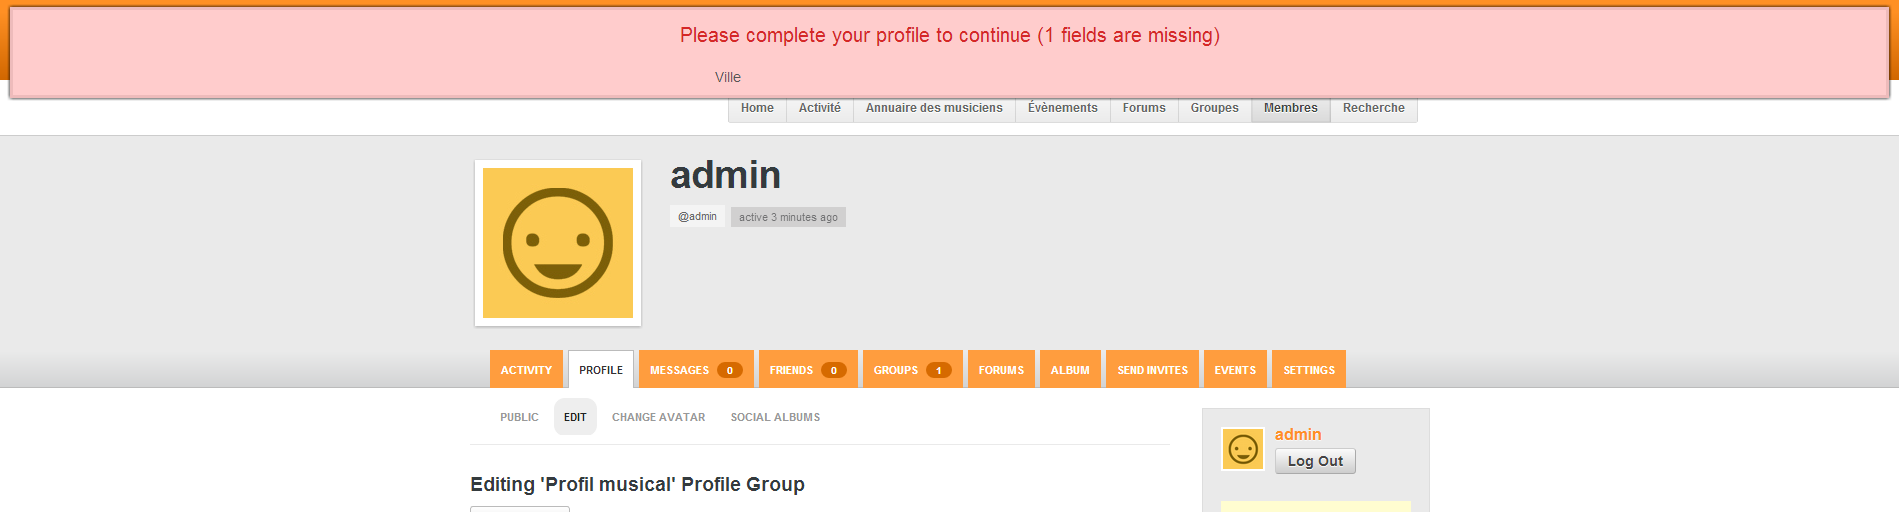 Please complete your profile to continue (1 fields are missing)
Ville
Home Activité Annuaire des musiciens Évènements Forums Groupes Membres Recherche
admin
@admin active 3 minutes ago
ACTIVITY PROFILE MESSAGES 0 FRIENDS 0 GROUPS 1 FORUMS ALBUM SEND INVITES EVENTS SETTINGS
PUBLIC EDIT CHANGE AVATAR SOCIAL ALBUMS
admin
Log Out
Editing 'Profil musical' Profile Group